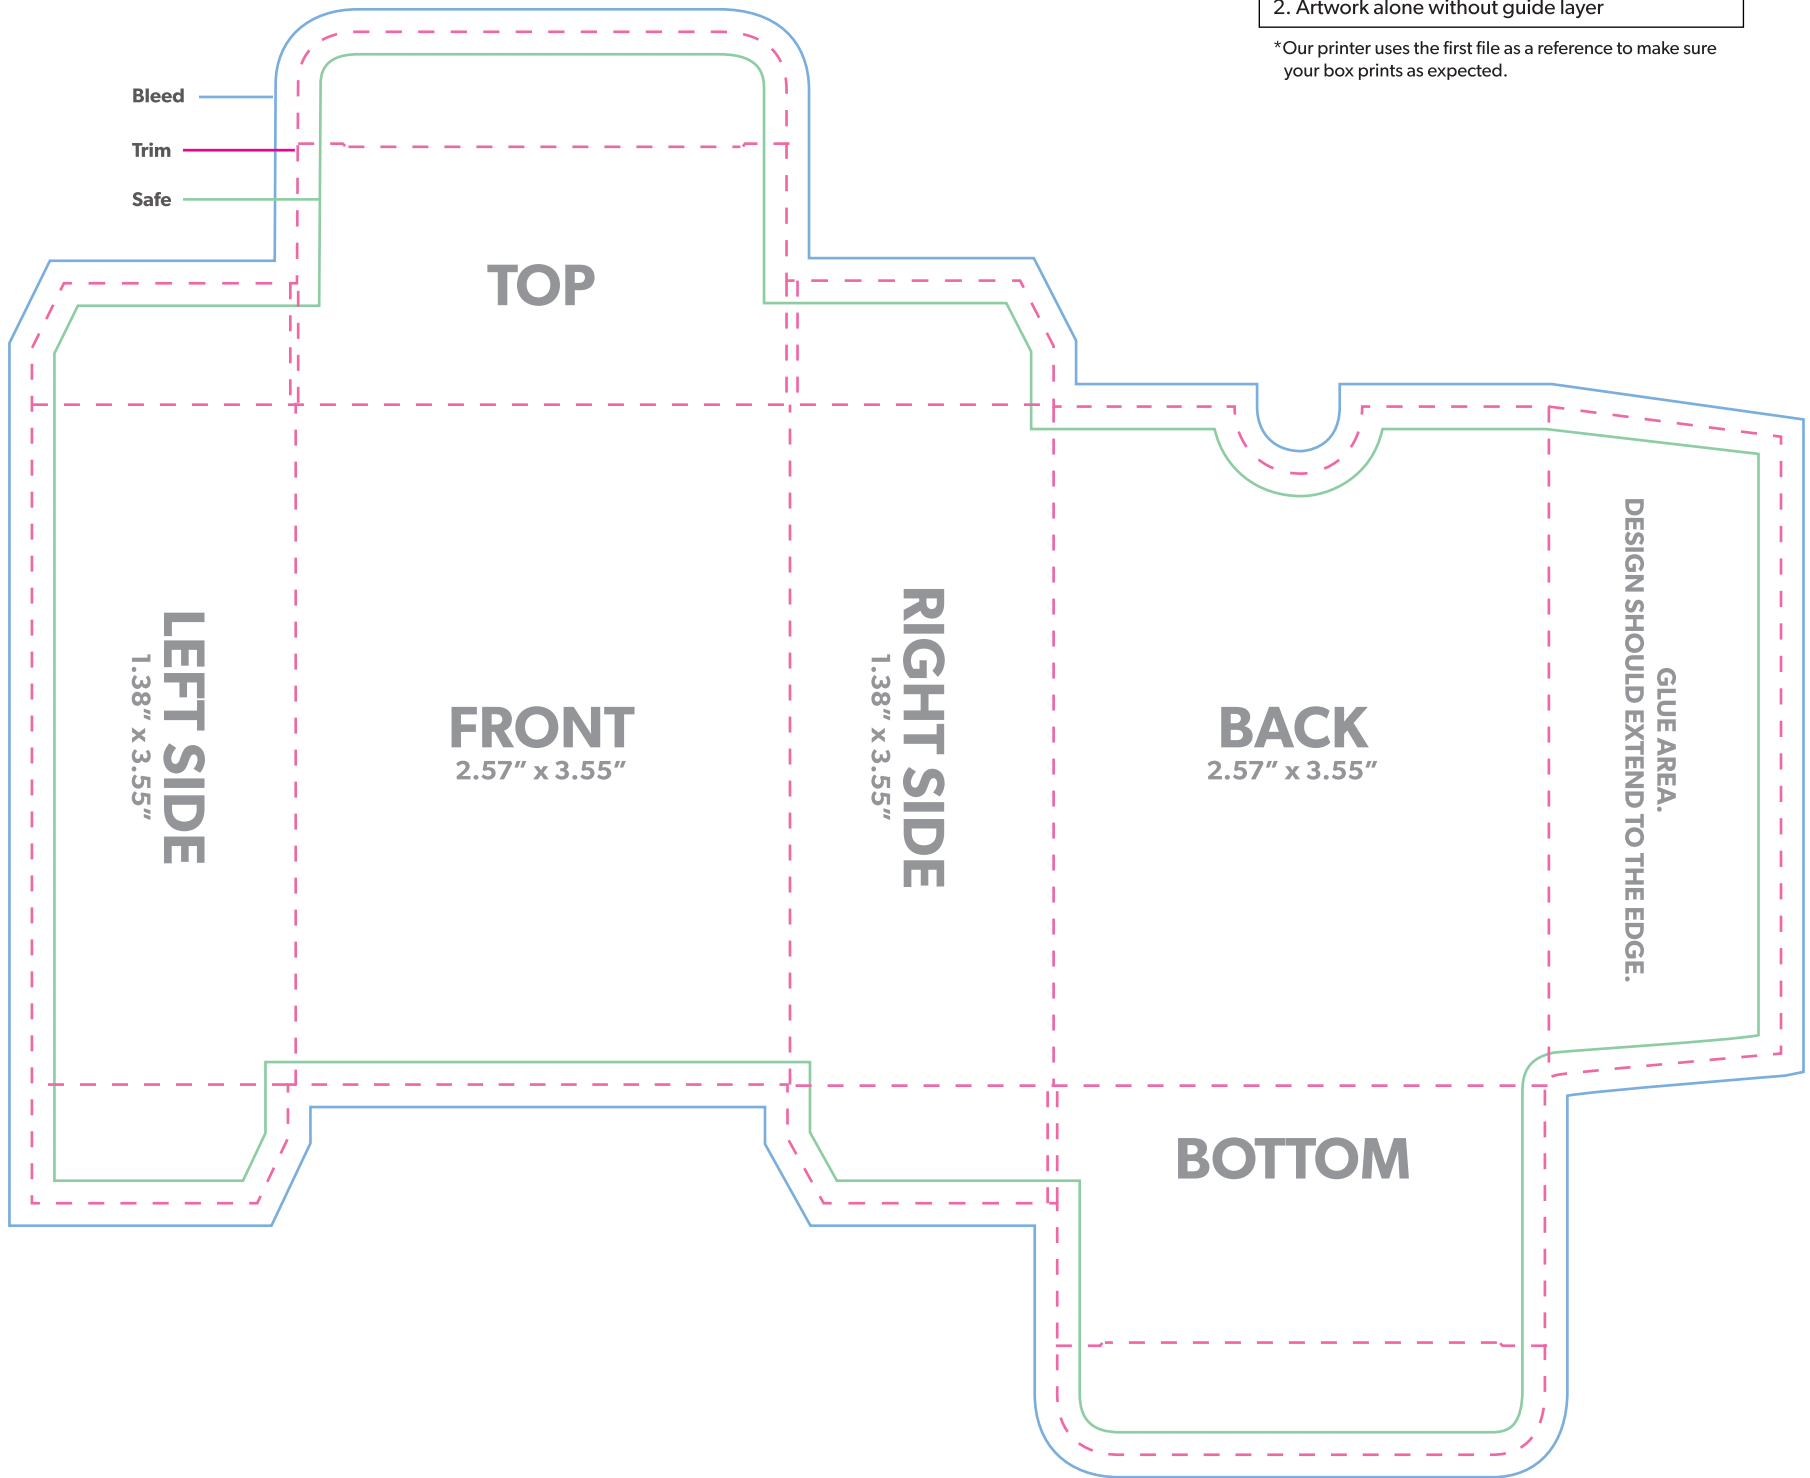 2. Artwork alone without guide layer
*Our printer uses the first file as a reference to make sure
your box prints as expected.
Bleed
Trim
Safe
TOP
LEFT SIDE
1.38” x 3.55”
FRONT
2.57” x 3.55”
RIGHT SIDE
1.38” x 3.55”
BACK
2.57” x 3.55”
GLUE AREA.
DESIGN SHOULD EXTEND TO THE EDGE.
BOTTOM